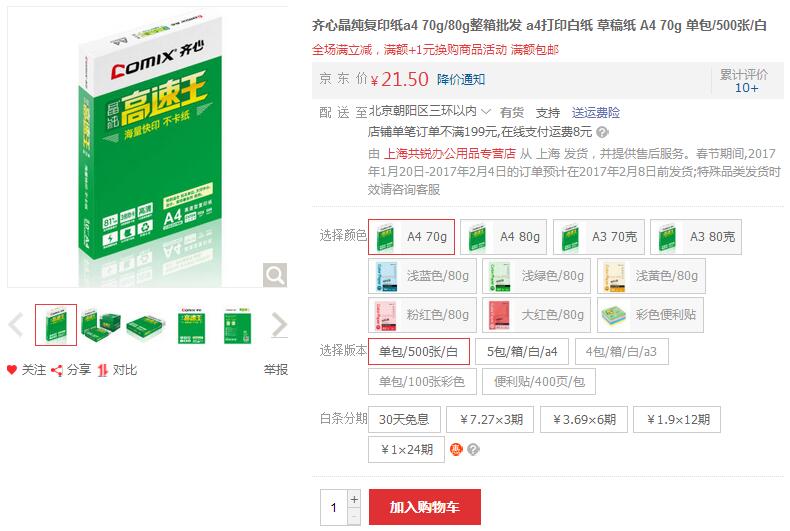 COMIX 齐心
晶纯
高速王
海量快印 不卡纸
A4
齐心晶纯复印纸a4 70g/80g整箱批发 a4打印白纸 草稿纸 A4 70g 单包/500张/白
全场满立减，满额+1元换购商品活动 满额包邮
京 东 价 ￥21.50 降价通知
累计评价
10+
配 送 至 北京朝阳区三环以内 有货 支持 送运费险
店铺单笔订单不满199元,在线支付运费8元
由 上海共锐办公用品专营店 从 上海 发货，并提供售后服务。春节期间,2017
年1月20日-2017年2月4日的订单预计在2017年2月8日前发货;特殊品类发货时
效请咨询客服
选择颜色 A4 70g A4 80g A3 70克 A3 80克
浅蓝色/80g 浅绿色/80g 浅黄色/80g
粉红色/80g 大红色/80g 彩色便利贴
选择版本 单包/500张/白 5包/箱/白/a4 4包/箱/白/a3
单包/100张彩色 便利贴/400页/包
关注 分享 对比 举报
白条分期 30天免息 ￥7.27×3期 ￥3.69×6期 ￥1.9×12期
￥1×24期 惠
1 加入购物车